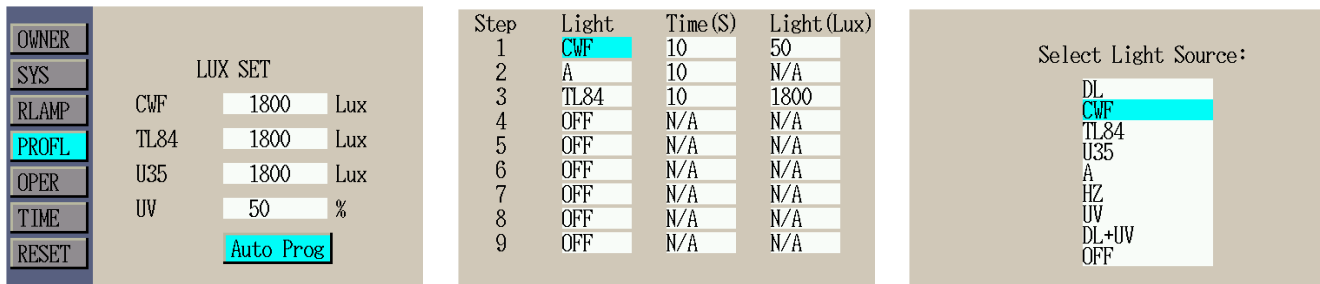 OWNER
SYS
RLAMP
PROFL
OPER
TIME
RESET
LUX SET
CWF 1800 Lux
TL84 1800 Lux
U35 1800 Lux
UV 50 %
Auto Prog
Step Light Time(S) Light(Lux)
1 CWF 10 50
2 A 10 N/A
3 TL84 10 1800
4 OFF N/A N/A
5 OFF N/A N/A
6 OFF N/A N/A
7 OFF N/A N/A
8 OFF N/A N/A
9 OFF N/A N/A
Select Light Source:
DL
CWF
TL84
U35
A
HZ
UV
DL+UV
OFF